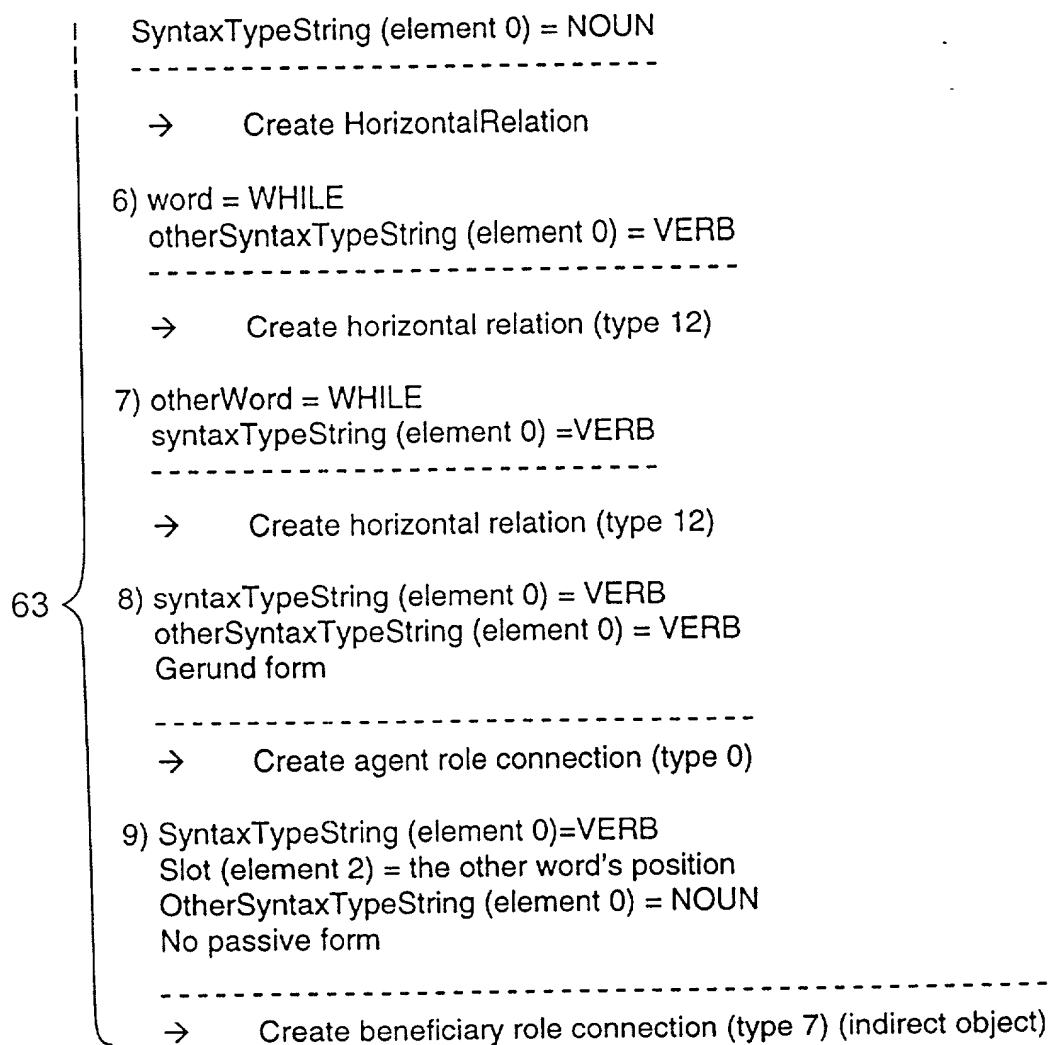 SyntaxTypeString (element 0) = NOUN
→ Create HorizontalRelation
6) word = WHILE
otherSyntaxTypeString (element 0) = VERB
→ Create horizontal relation (type 12)
7) otherWord = WHILE
syntaxTypeString (element 0) =VERB
→ Create horizontal relation (type 12)
63
8) syntaxTypeString (element 0) = VERB
otherSyntaxTypeString (element 0) = VERB
Gerund form
→ Create agent role connection (type 0)
9) SyntaxTypeString (element 0)=VERB
Slot (element 2) = the other word's position
OtherSyntaxTypeString (element 0) = NOUN
No passive form
→ Create beneficiary role connection (type 7) (indirect object)